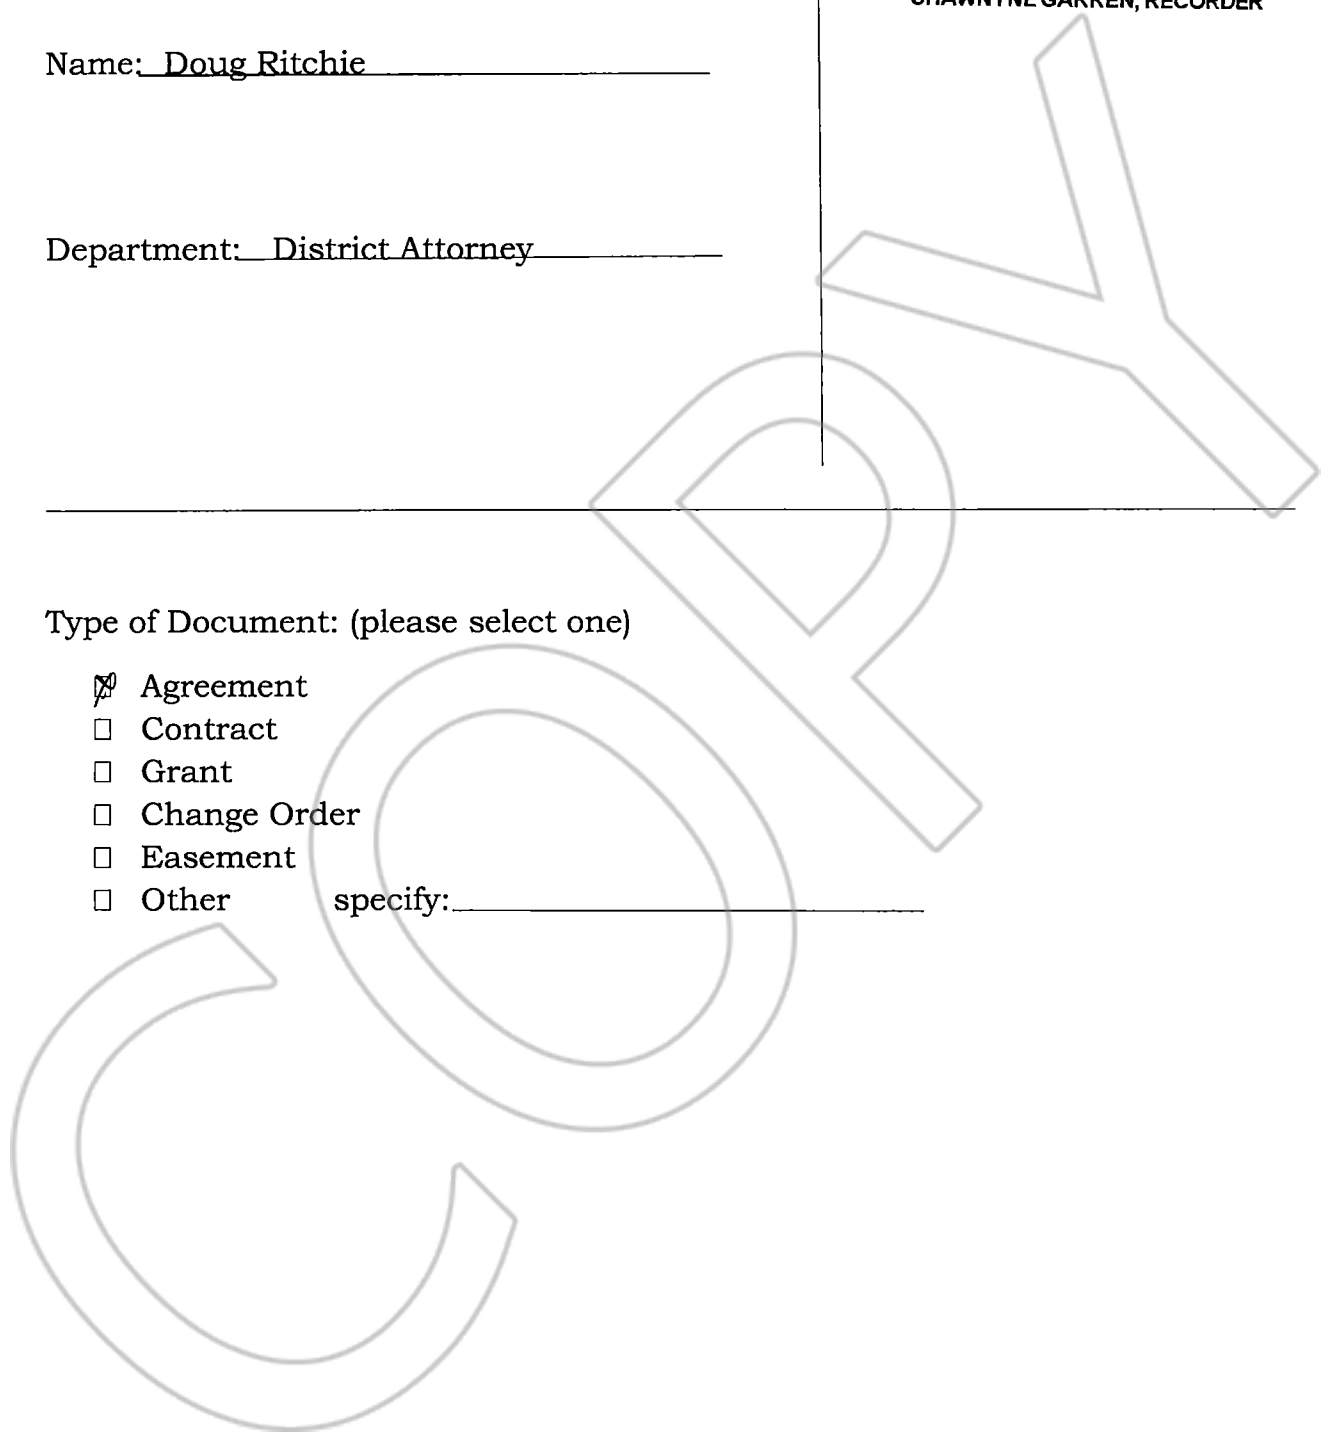 SHAWNYNE GARREN, RECORDER
Name: Doug Ritchie
Department: District Attorney
Type of Document: (please select one)
Agreement
Contract
Grant
Change Order
Easement
Other specify:
COPY